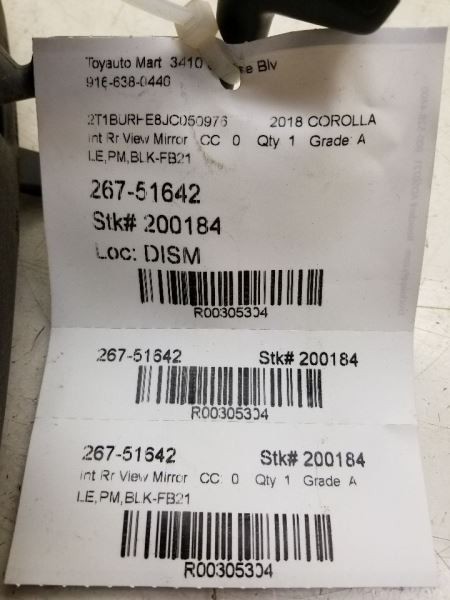 Toyauto Mart 3410 Blv
916-638-0440
2T1BURHE8JC050976 2018 COROLLA
Int Rr View Mirror CC: 0 Qty 1 Grade: A
LE,PM,BLK-FB21
267-51642
Stk# 200184
Loc: DISM
R00305304
267-51642 Stk# 200184
R00305304
267-51642 Stk# 200184
Int Rr View Mirror CC: 0 Qty 1 Grade A
LE,PM,BLK-FB21
R00305304